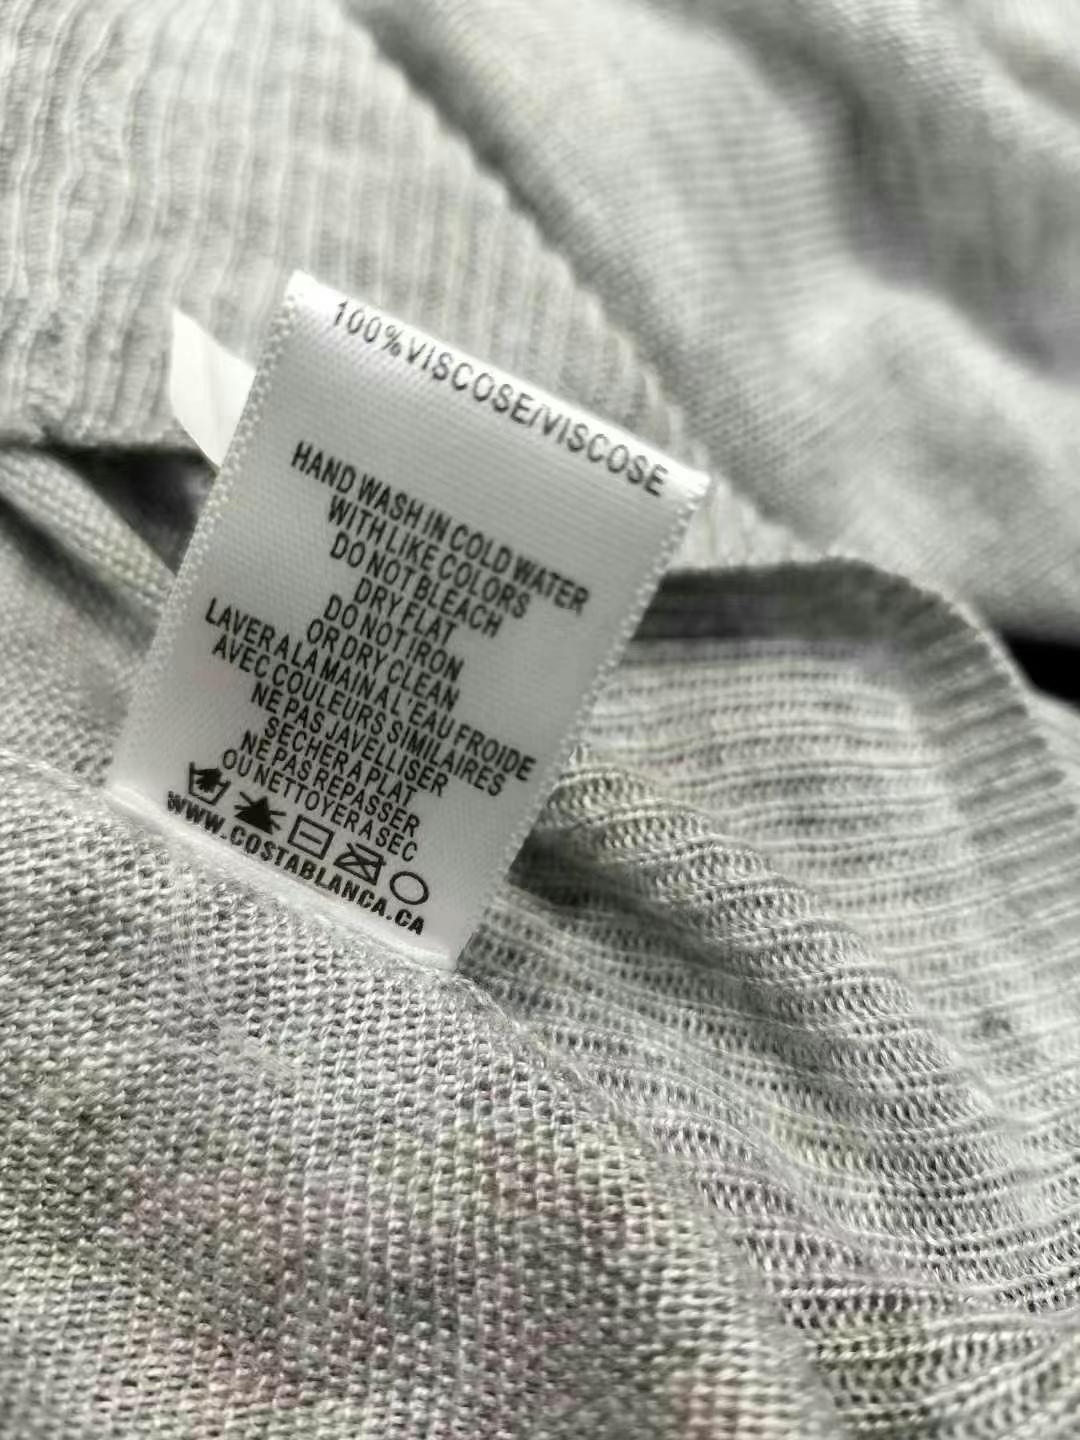 100%VISCOSE/VISCOSE
HAND WASH IN COLD WATER
WITH LIKE COLORS
DO NOT BLEACH
DRY FLAT
DO NOT IRON
OR DRY CLEAN
LAVER A LA MAIN A L'EAU FROIDE
AVEC COULEURS SIMILAIRES
NE PAS JAVELLISER
SECHER A PLAT
NE PAS REPASSER
OU NETTOYER A SEC
WWW.COSTABLANCA.CA